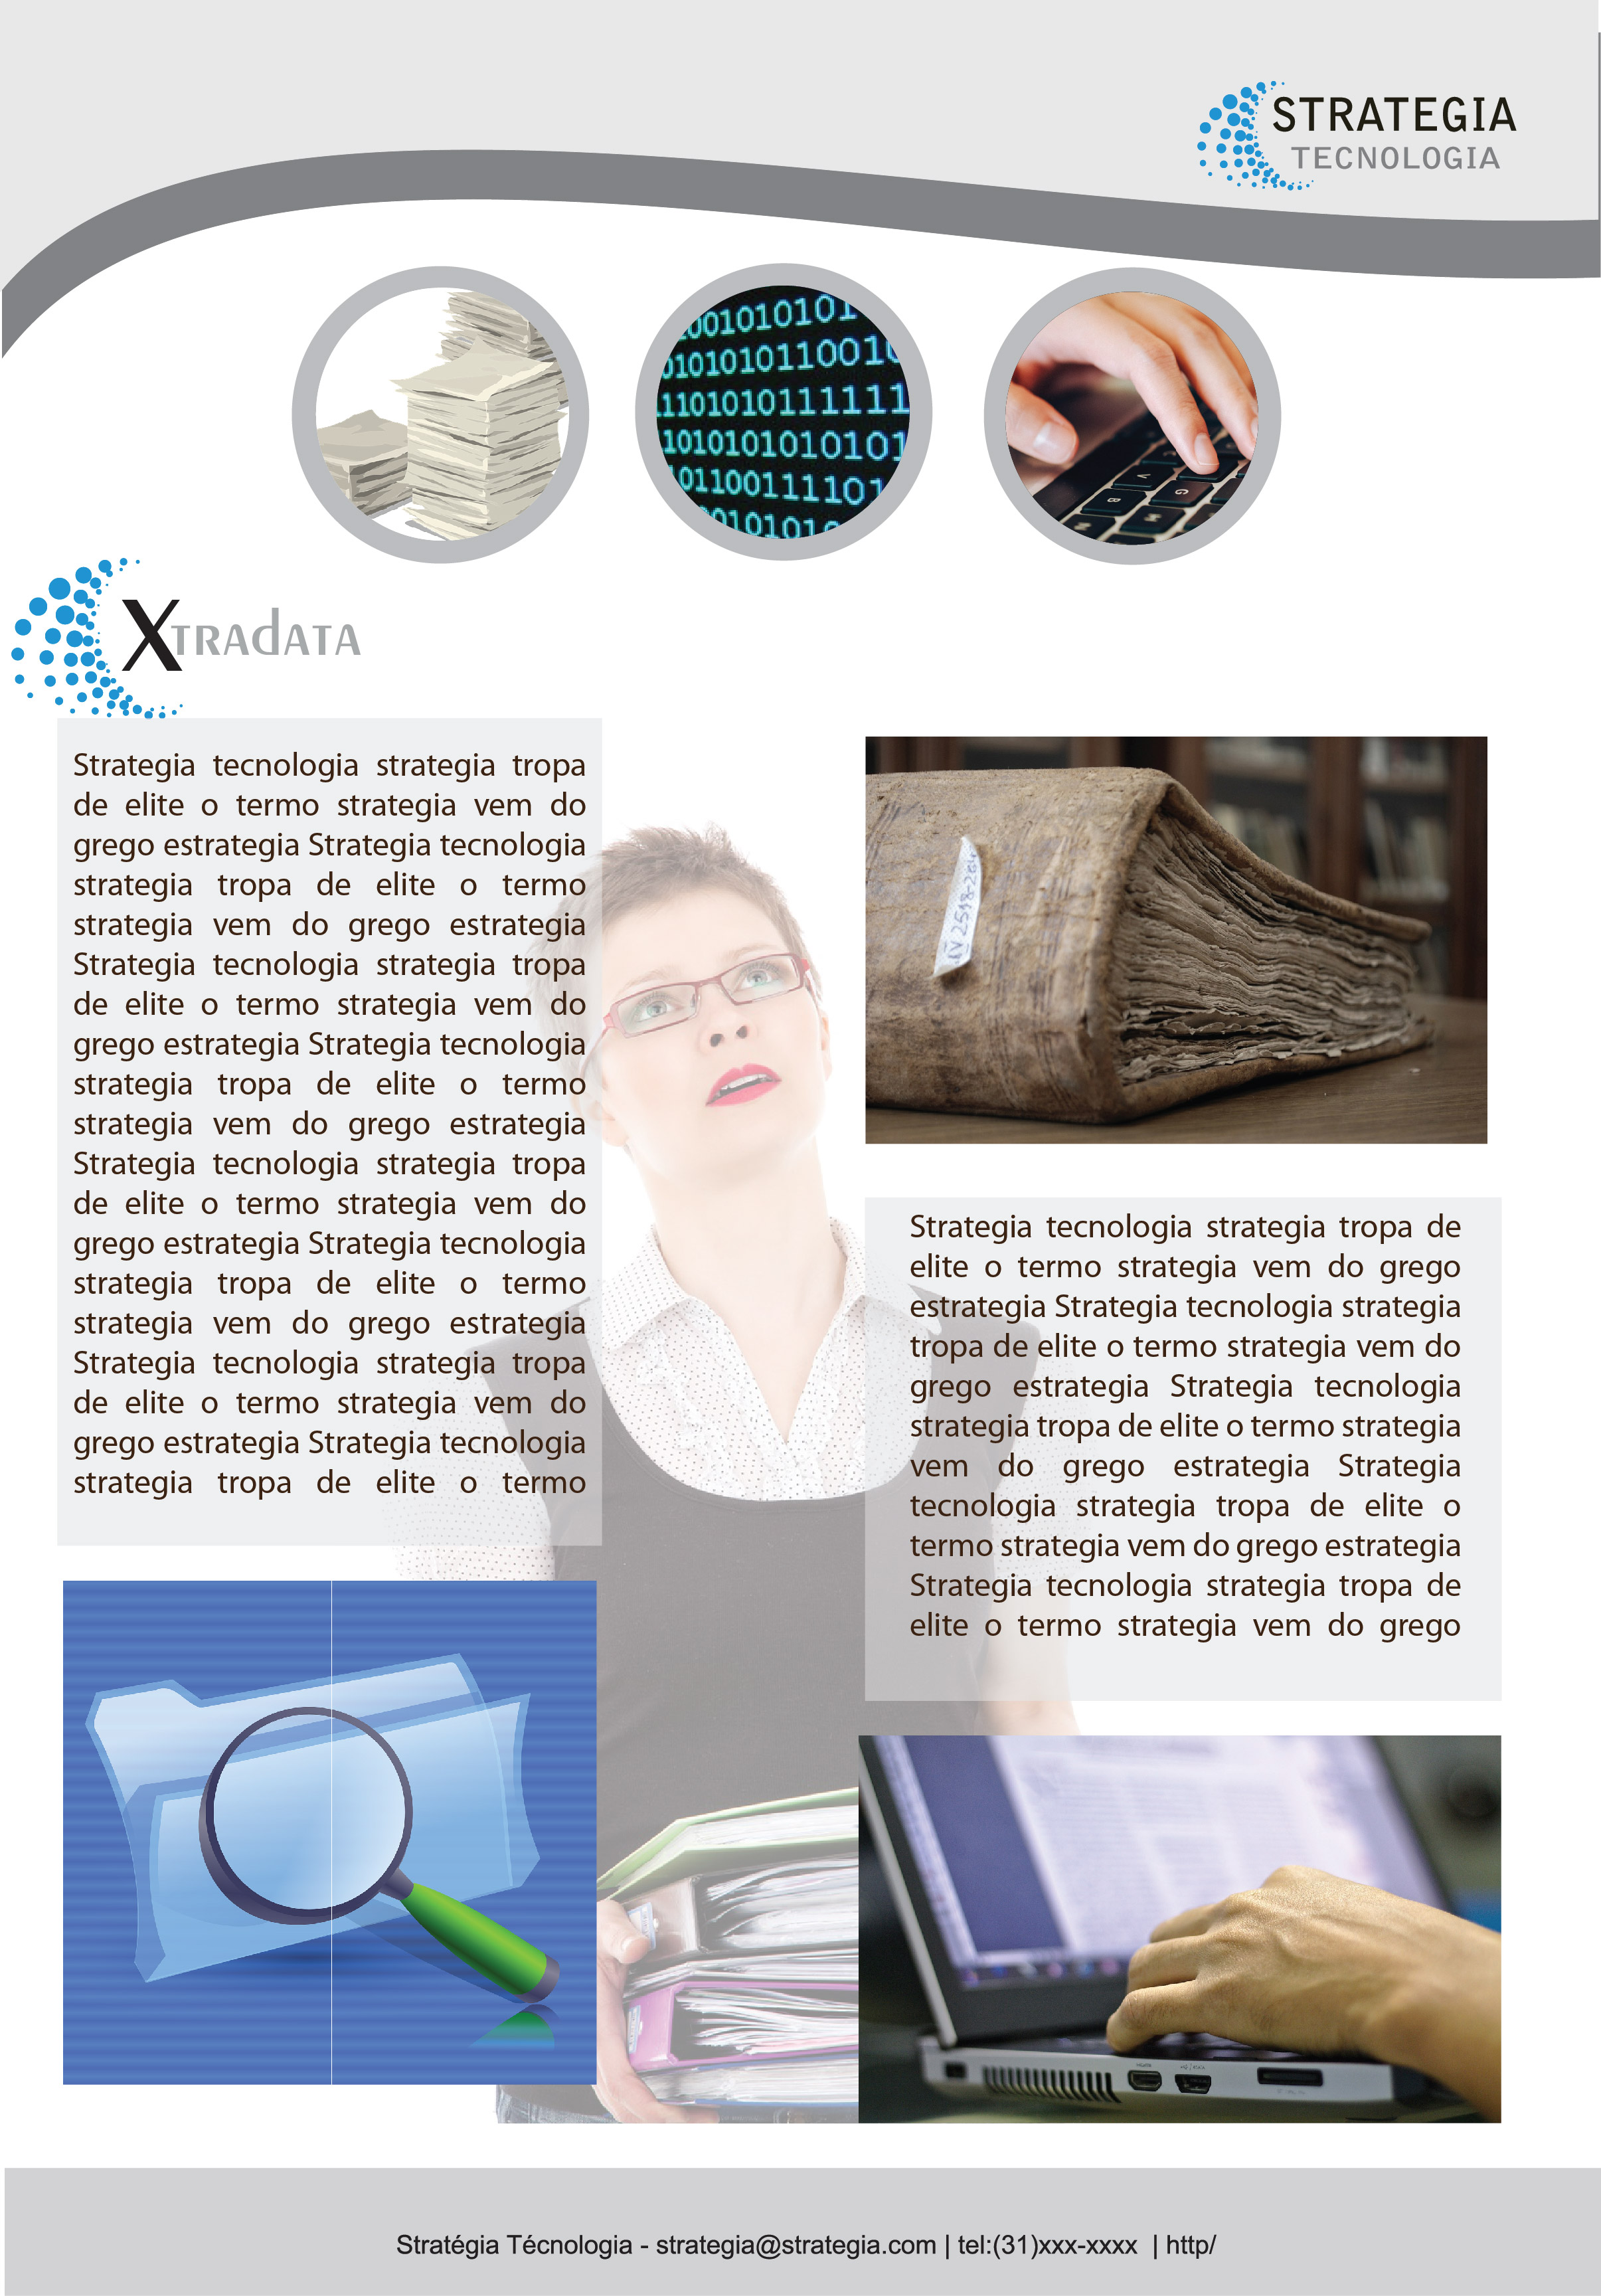 STRATEGIA
TECNOLOGIA
001010101
0101010110010
1101010111111
1010101010101
01100111101
0010101010
V
G
B
N
M
XTRADATA
Strategia tecnologia strategia tropa
de elite o termo strategia vem do
grego estrategia Strategia tecnologia
strategia tropa de elite o termo
strategia vem do grego estrategia
Strategia tecnologia strategia tropa
de elite o termo strategia vem do
grego estrategia Strategia tecnologia
strategia tropa de elite o termo
strategia vem do grego estrategia
Strategia tecnologia strategia tropa
de elite o termo strategia vem do
grego estrategia Strategia tecnologia
strategia tropa de elite o termo
strategia vem do grego estrategia
Strategia tecnologia strategia tropa
de elite o termo strategia vem do
grego estrategia Strategia tecnologia
strategia tropa de elite o termo
Strategia tecnologia strategia tropa de
elite o termo strategia vem do grego
estrategia Strategia tecnologia strategia
tropa de elite o termo strategia vem do
grego estrategia Strategia tecnologia
strategia tropa de elite o termo strategia
vem do grego estrategia Strategia
tecnologia strategia tropa de elite o
termo strategia vem do grego estrategia
Strategia tecnologia strategia tropa de
elite o termo strategia vem do grego
Stratégia Técnologia - strategia@strategia.com | tel:(31)xxx-xxxx | http/